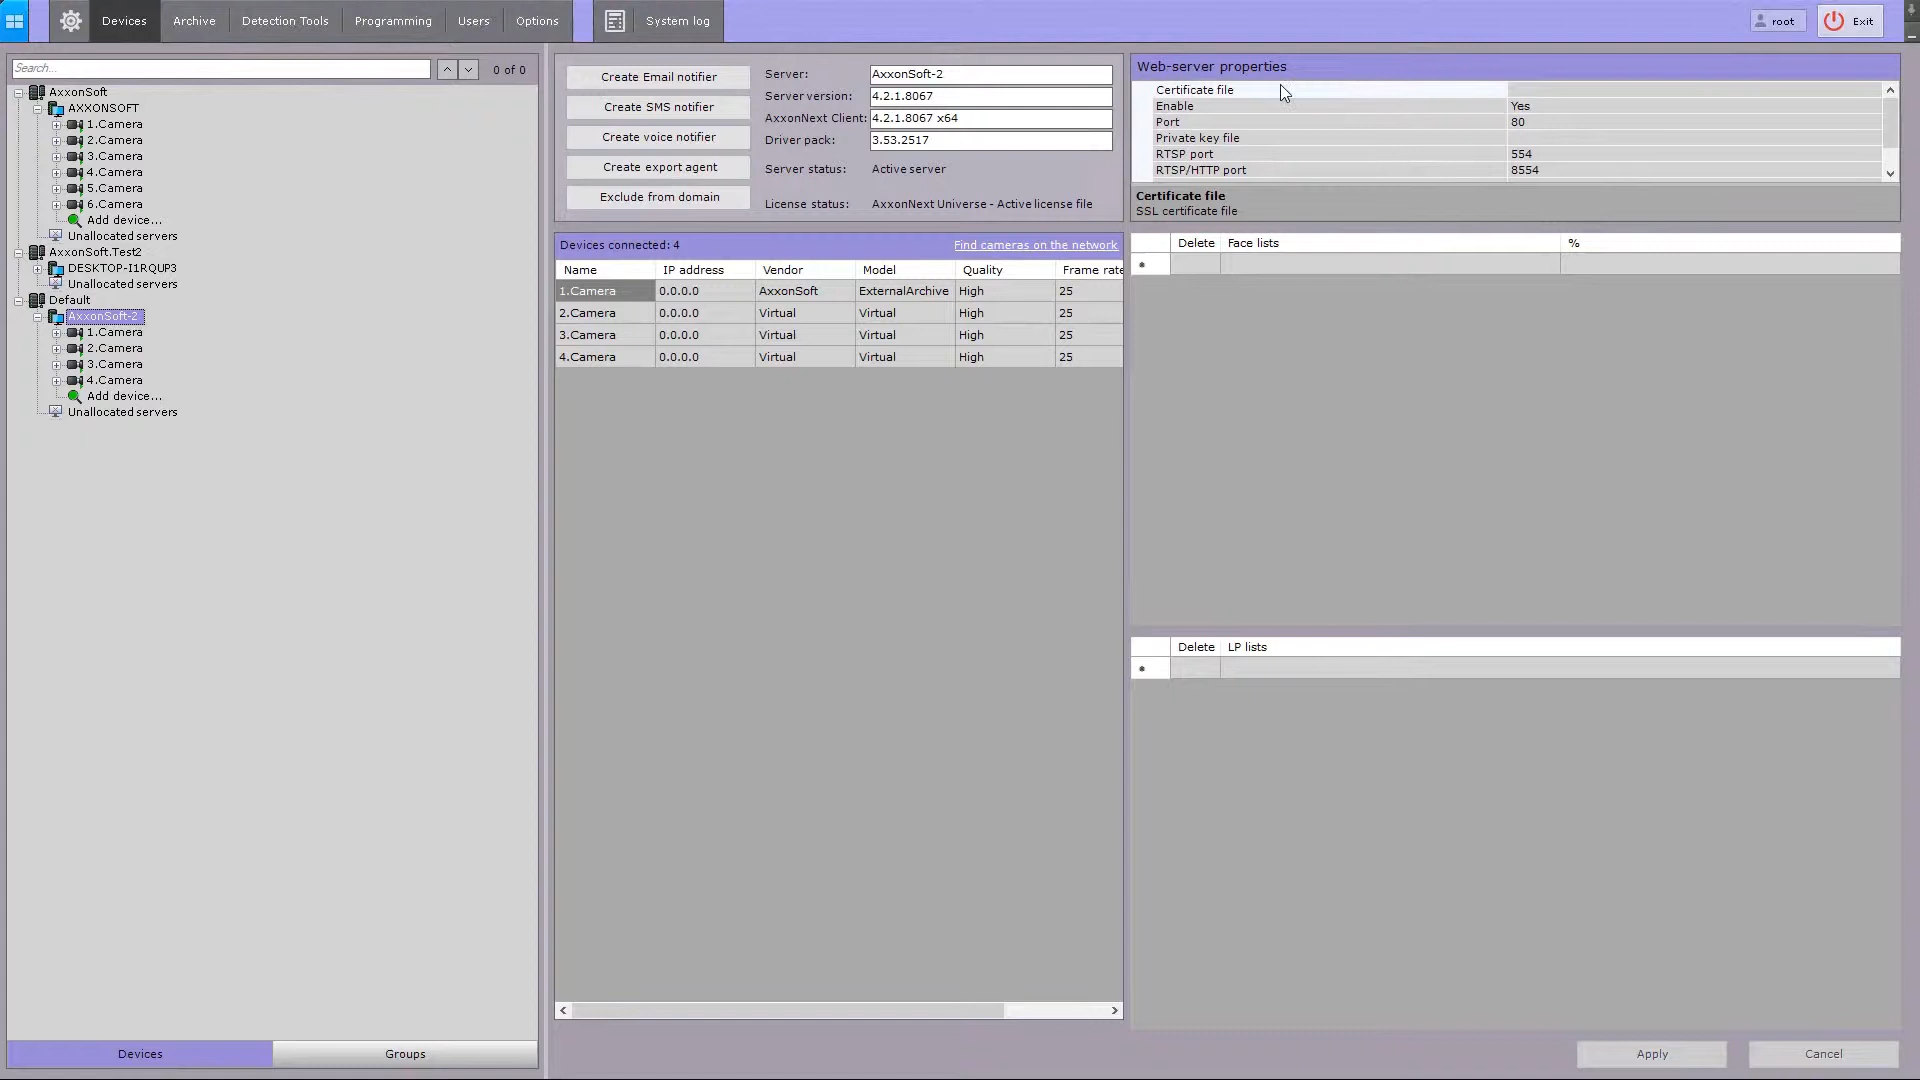 Devices Archive Detection Tools Programming Users Options System log root Exit
Search... 0 of 0
AxxonSoft
AXXONSOFT
1.Camera
2.Camera
3.Camera
4.Camera
5.Camera
6.Camera
Add device...
Unallocated servers
AxxonSoft.Test2
DESKTOP-I1RQUP3
Unallocated servers
Default
AxxonSoft-2
1.Camera
2.Camera
3.Camera
4.Camera
Add device...
Unallocated servers
Devices Groups
Create Email notifier
Create SMS notifier
Create voice notifier
Create export agent
Exclude from domain
Server: AxxonSoft-2
Server version: 4.2.1.8067
AxxonNext Client: 4.2.1.8067 x64
Driver pack: 3.53.2517
Server status: Active server
License status: AxxonNext Universe - Active license file
Devices connected: 4 Find cameras on the network
Name IP address Vendor Model Quality Frame rate
1.Camera 0.0.0.0 AxxonSoft ExternalArchive High 25
2.Camera 0.0.0.0 Virtual Virtual High 25
3.Camera 0.0.0.0 Virtual Virtual High 25
4.Camera 0.0.0.0 Virtual Virtual High 25
Web-server properties
Certificate file
Enable Yes
Port 80
Private key file
RTSP port 554
RTSP/HTTP port 8554
Certificate file
SSL certificate file
Delete Face lists %
Delete LP lists
Apply Cancel